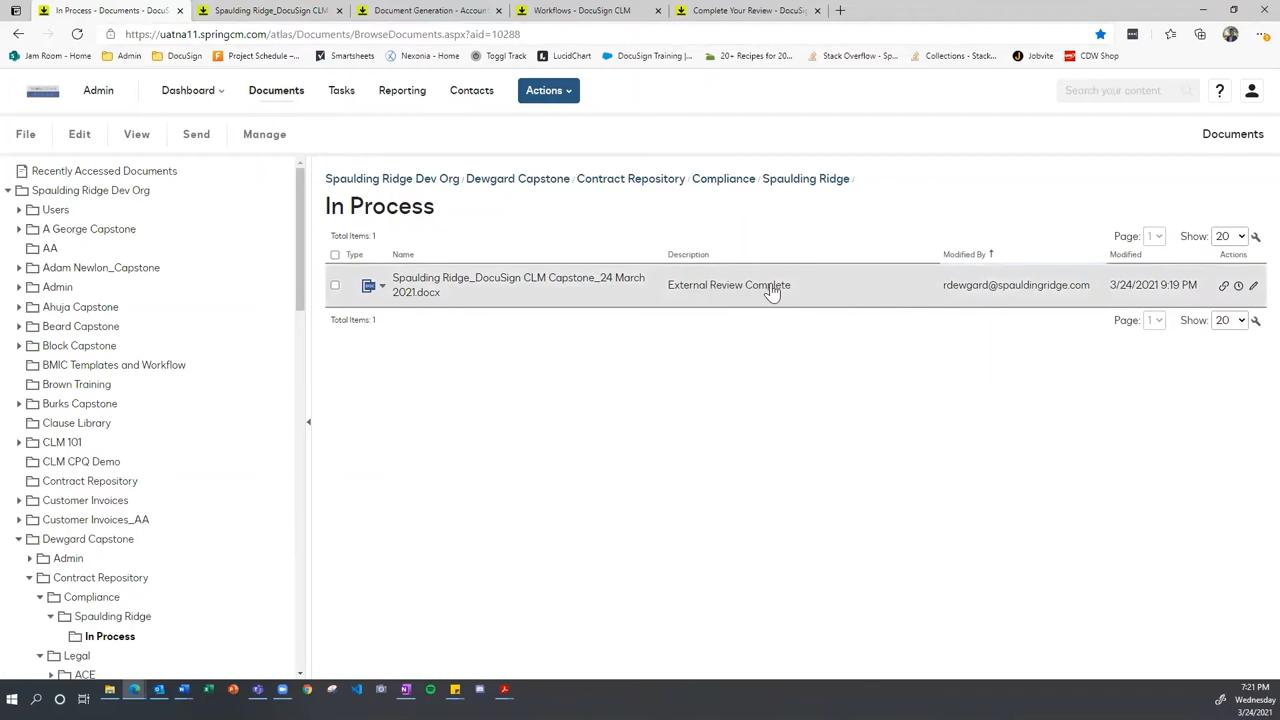 In Process - Documents - DocuS
Spaulding Ridge_DocuSign CLM
Document Generation - Accoun
Workflows - DocuSign CLM
Complete Your Review - DocuSig
https://uatna11.springcm.com/atlas/Documents/BrowseDocuments.aspx?aid=10288
Jam Room - Home
Admin
DocuSign
Project Schedule -...
Smartsheets
Nexonia - Home
Toggl Track
LucidChart
DocuSign Training |...
20+ Recipes for 20...
Stack Overflow - Sp...
Collections - Stack...
Jobvite
CDW Shop
Admin
Dashboard
Documents
Tasks
Reporting
Contacts
Actions
Search your content
?
File
Edit
View
Send
Manage
Documents
Recently Accessed Documents
Spaulding Ridge Dev Org
Users
A George Capstone
AA
Adam Newlon_Capstone
Admin
Ahuja Capstone
Beard Capstone
Block Capstone
BMIC Templates and Workflow
Brown Training
Burks Capstone
Clause Library
CLM 101
CLM CPQ Demo
Contract Repository
Customer Invoices
Customer Invoices_AA
Dewgard Capstone
Admin
Contract Repository
Compliance
Spaulding Ridge
In Process
Legal
ACE
Spaulding Ridge Dev Org / Dewgard Capstone / Contract Repository / Compliance / Spaulding Ridge /
In Process
Total Items: 1
Page: 1
Show: 20
Type
Name
Description
Modified By
Modified
Actions
Spaulding Ridge_DocuSign CLM Capstone_24 March
2021.docx
External Review Complete
rdewgard@spauldingridge.com
3/24/2021 9:19 PM
Total Items: 1
Page: 1
Show: 20
7:21 PM
Wednesday
3/24/2021